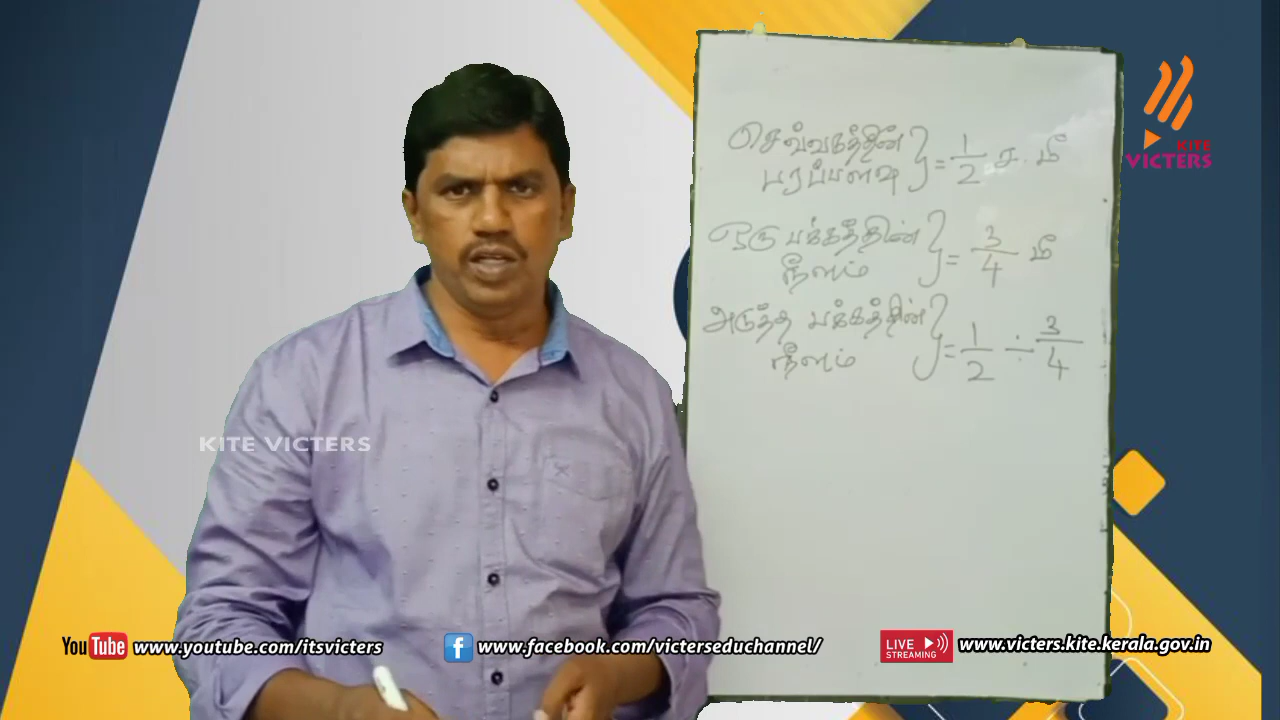 செவ்வகத்தின்
பரப்பளவு } = 1/2 ச. மீ
ஒரு பக்கத்தின்
நீளம் } = 3/4 மீ
அடுத்த பக்கத்தின்
நீளம் } = 1/2 ÷ 3/4
KITE
VICTERS
KITE VICTERS
YouTube www.youtube.com/itsvicters
f www.facebook.com/victerseduchannel/
LIVE STREAMING www.victers.kite.kerala.gov.in